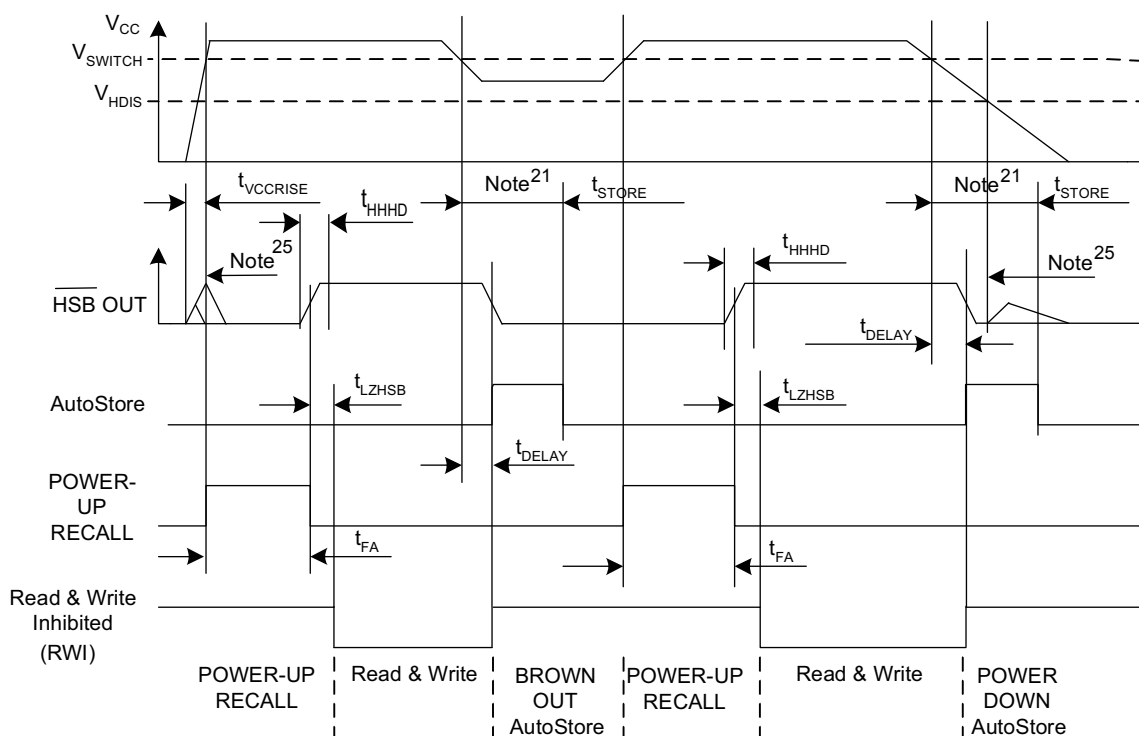 VCC
VSWITCH
VHDIS
tVCCRISE
tHHHD
Note21
tSTORE
Note21
tSTORE
Note25
tHHHD
Note25
HSB OUT
tDELAY
tLZHSB
tLZHSB
AutoStore
tDELAY
POWER-
UP
RECALL
tFA
tFA
Read & Write
Inhibited
(RWI)
POWER-UP
RECALL
Read & Write
BROWN
OUT
AutoStore
POWER-UP
RECALL
Read & Write
POWER
DOWN
AutoStore